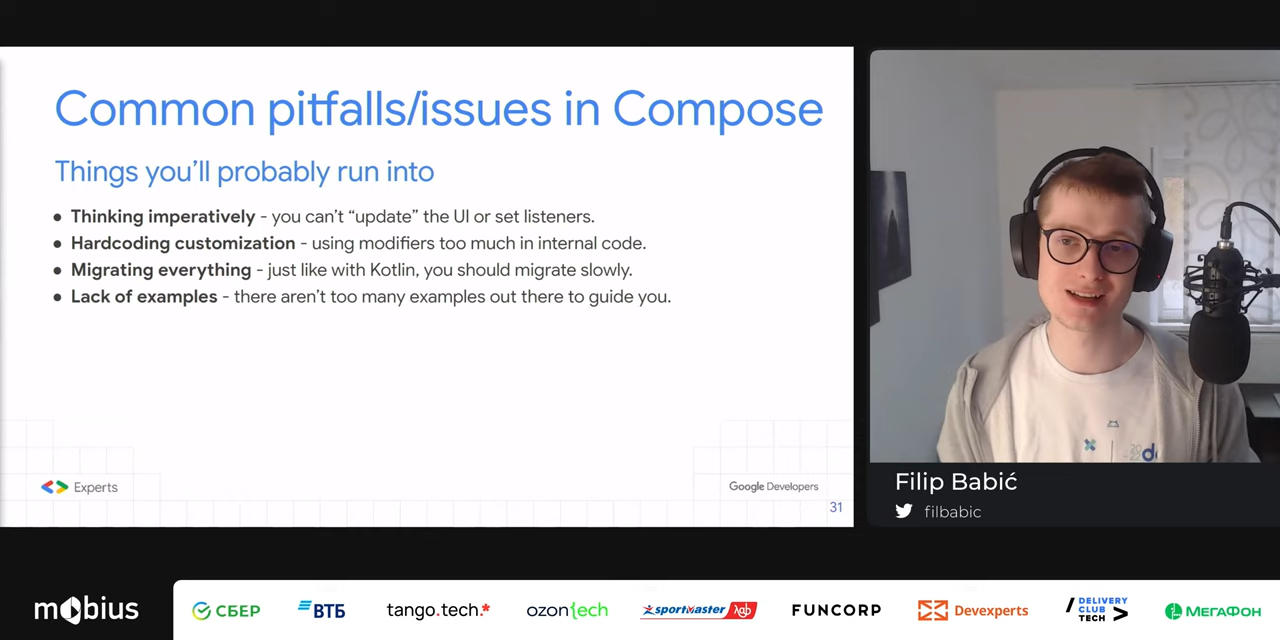 Common pitfalls/issues in Compose
Things you'll probably run into
● Thinking imperatively - you can't “update” the UI or set listeners.
● Hardcoding customization - using modifiers too much in internal code.
● Migrating everything - just like with Kotlin, you should migrate slowly.
● Lack of examples - there aren't too many examples out there to guide you.
Experts
Google Developers
31
Filip Babić
filbabic
mobius
СБЕР
ВТБ
tango.tech.*
ozon{tech
sportmaster lab
FUNCORP
Devexperts
/ DELIVERY
CLUB
TECH >
МЕГАФОН